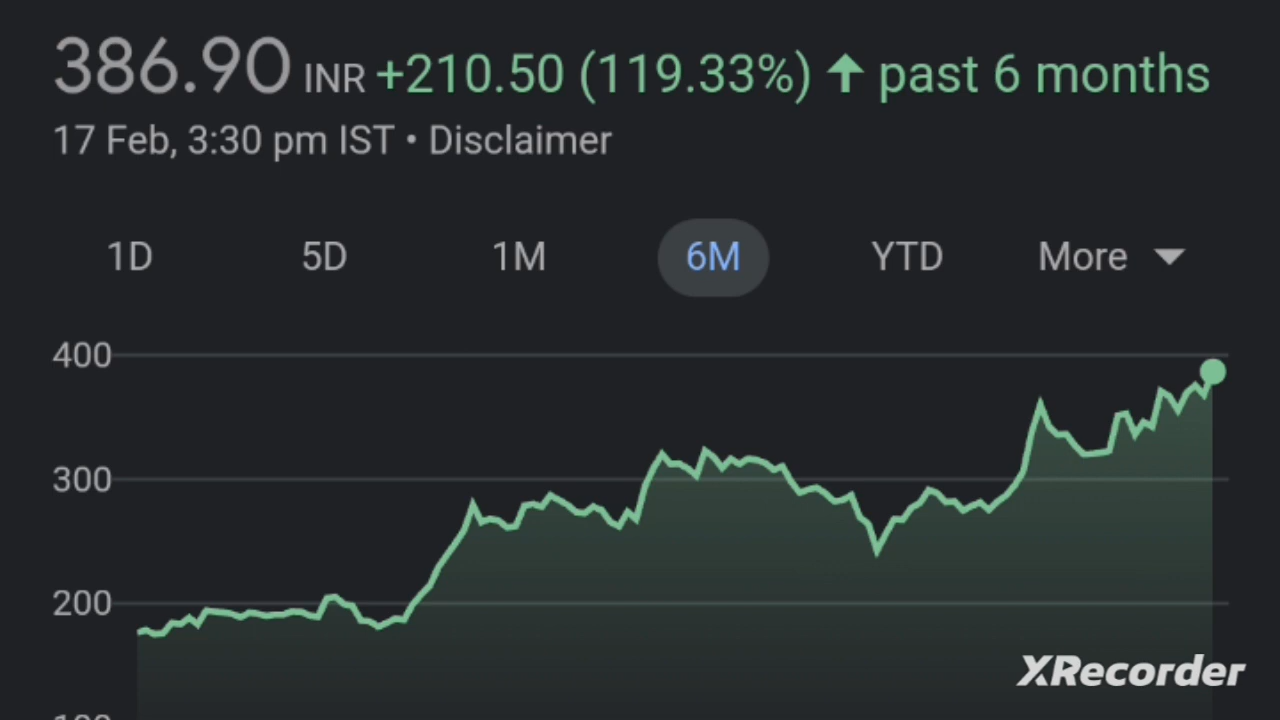 386.90 INR +210.50 (119.33%) ↑ past 6 months
17 Feb, 3:30 pm IST • Disclaimer
1D 5D 1M 6M YTD More
400
300
200
XRecorder